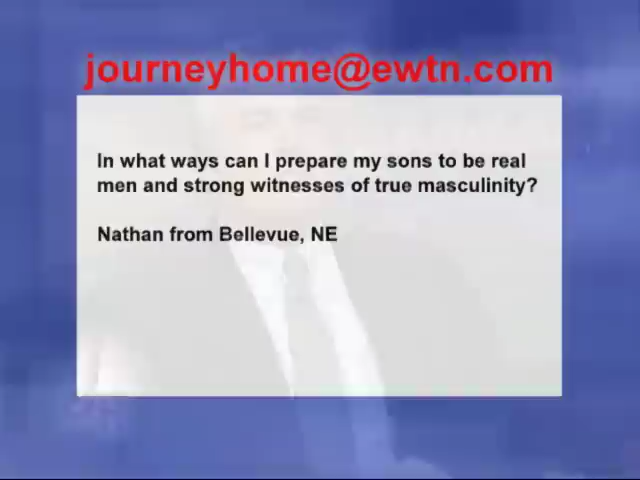 journeyhome@ewtn.com
In what ways can I prepare my sons to be real
men and strong witnesses of true masculinity?
Nathan from Bellevue, NE